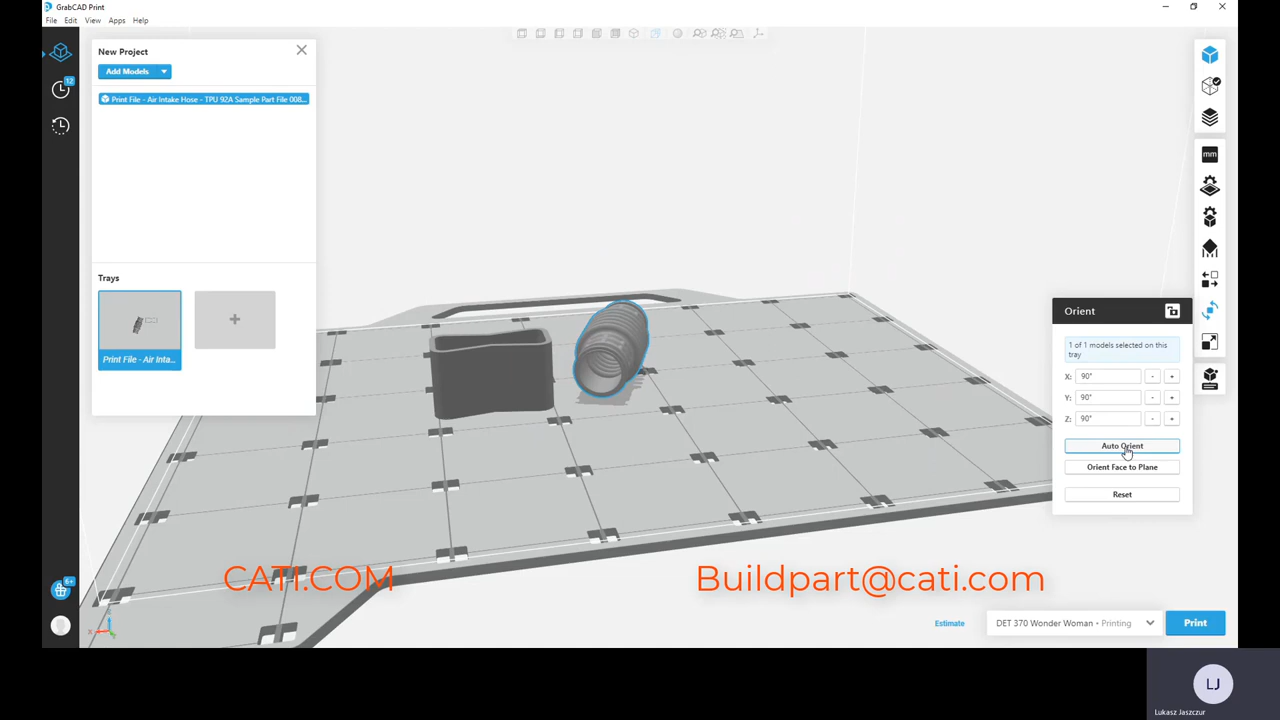 GrabCAD Print
File Edit View Apps Help
New Project
Add Models
Print File - Air Intake Hose - TPU 92A Sample Part File 008...
12
Trays
Print File - Air Inta...
mm
Orient
1 of 1 models selected on this
tray
X: 90° - +
Y: 90° - +
Z: 90° - +
Auto Orient
Orient Face to Plane
Reset
CATI.COM
Buildpart@cati.com
6+
Estimate
DET 370 Wonder Woman • Printing
Print
X
LJ
Lukasz Jaszczur